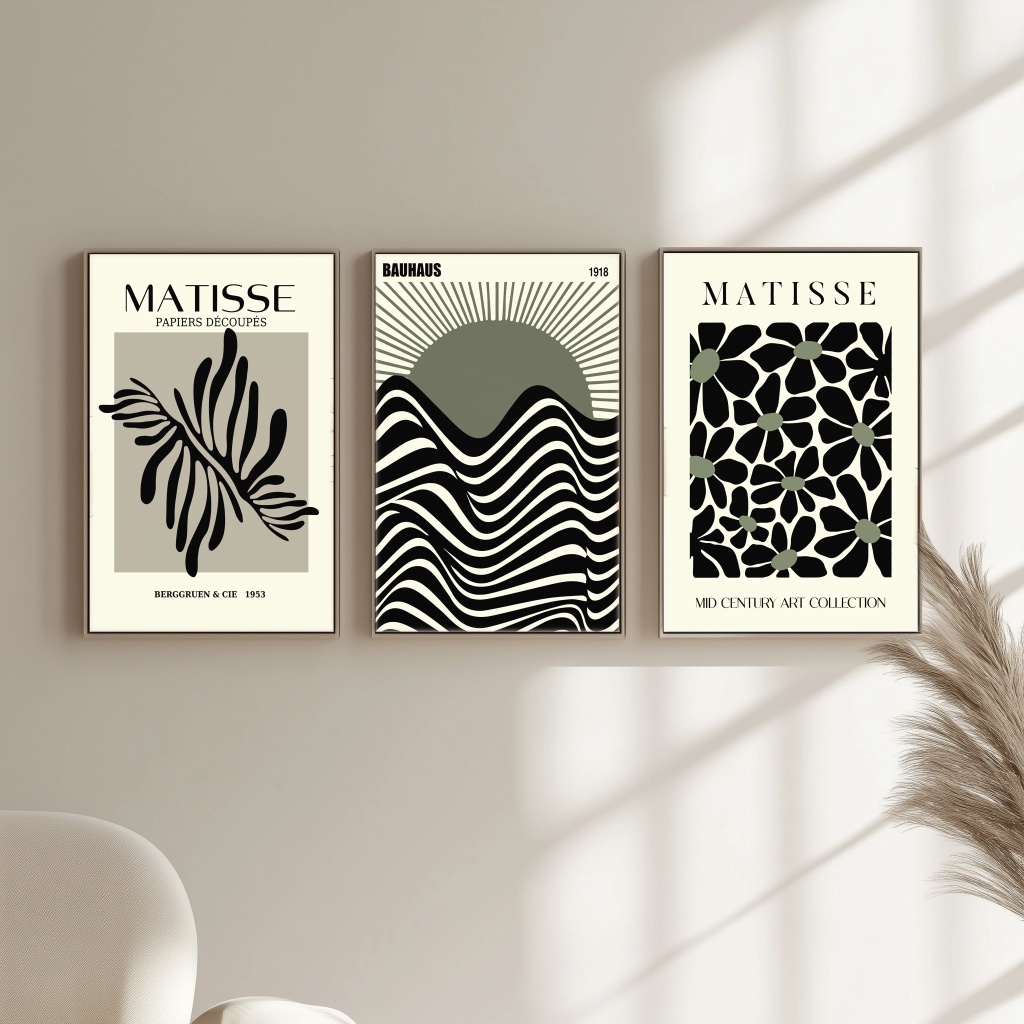 MATISSE
PAPIERS DÉCOUPÉS
BERGGRUEN & CIE 1953
BAUHAUS 1918
MATISSE
MID CENTURY ART COLLECTION